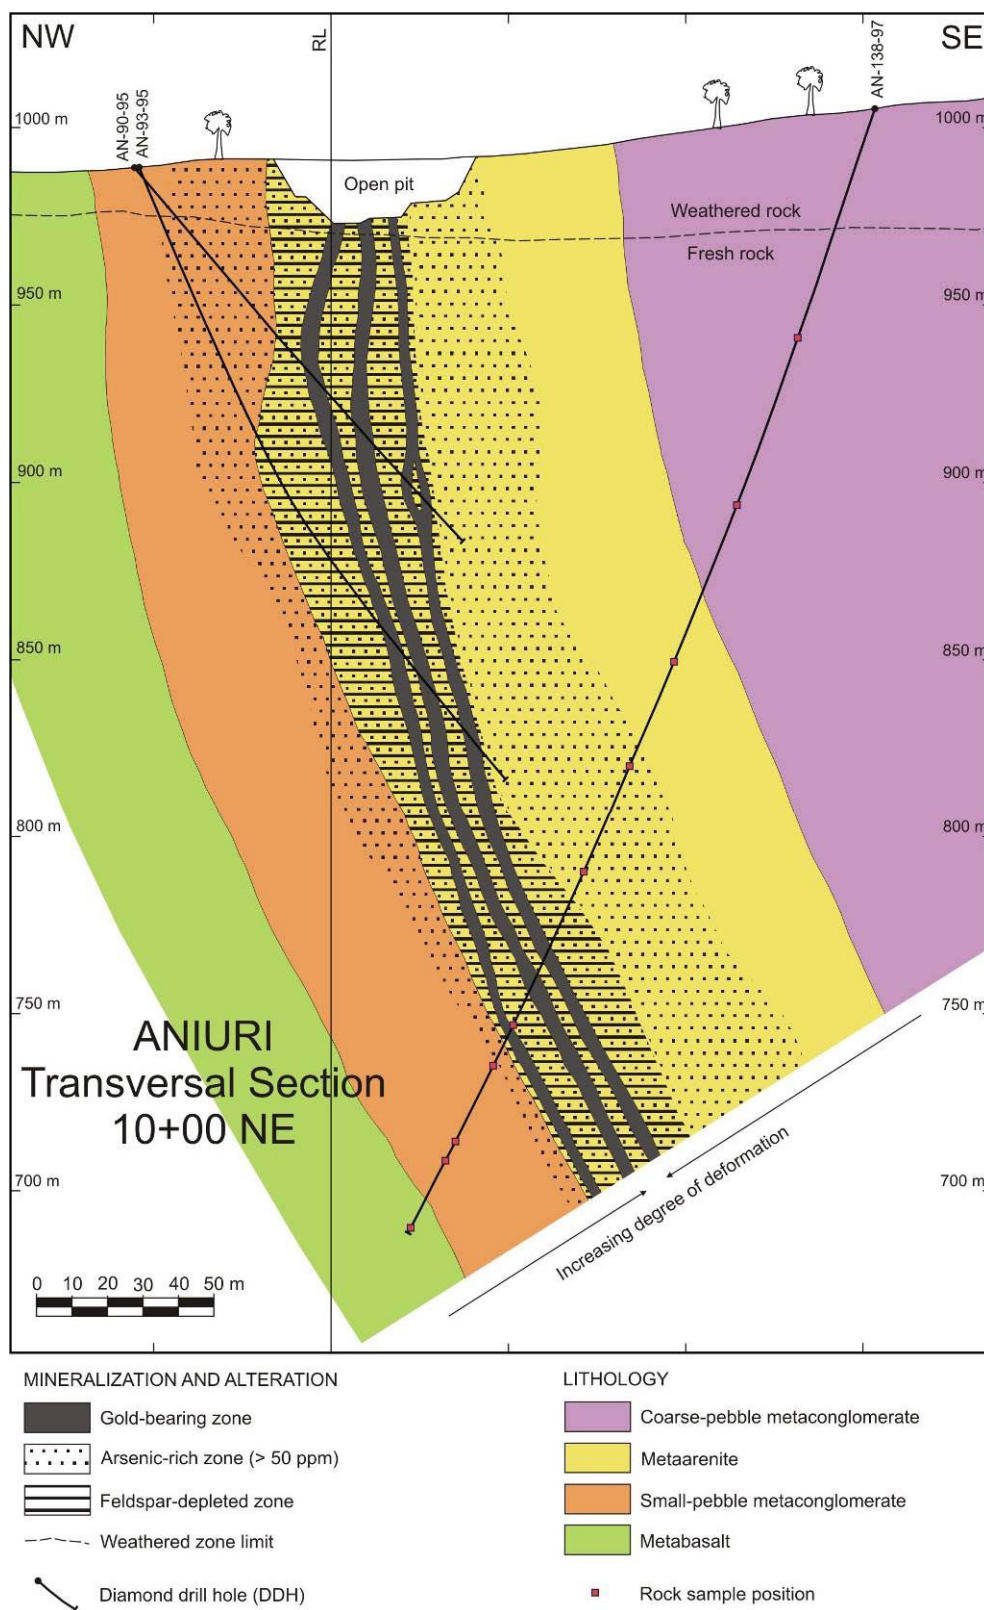 NW
RL
SE
AN-90-95
AN-93-95
AN-138-97
1000 m
1000 m
Open pit
Weathered rock
Fresh rock
950 m
950 m
900 m
900 m
850 m
850 m
800 m
800 m
750 m
750 m
ANIURI
Transversal Section
10+00 NE
700 m
700 m
Increasing degree of deformation
0 10 20 30 40 50 m
MINERALIZATION AND ALTERATION
Gold-bearing zone
Arsenic-rich zone (> 50 ppm)
Feldspar-depleted zone
Weathered zone limit
Diamond drill hole (DDH)
LITHOLOGY
Coarse-pebble metaconglomerate
Metaarenite
Small-pebble metaconglomerate
Metabasalt
Rock sample position